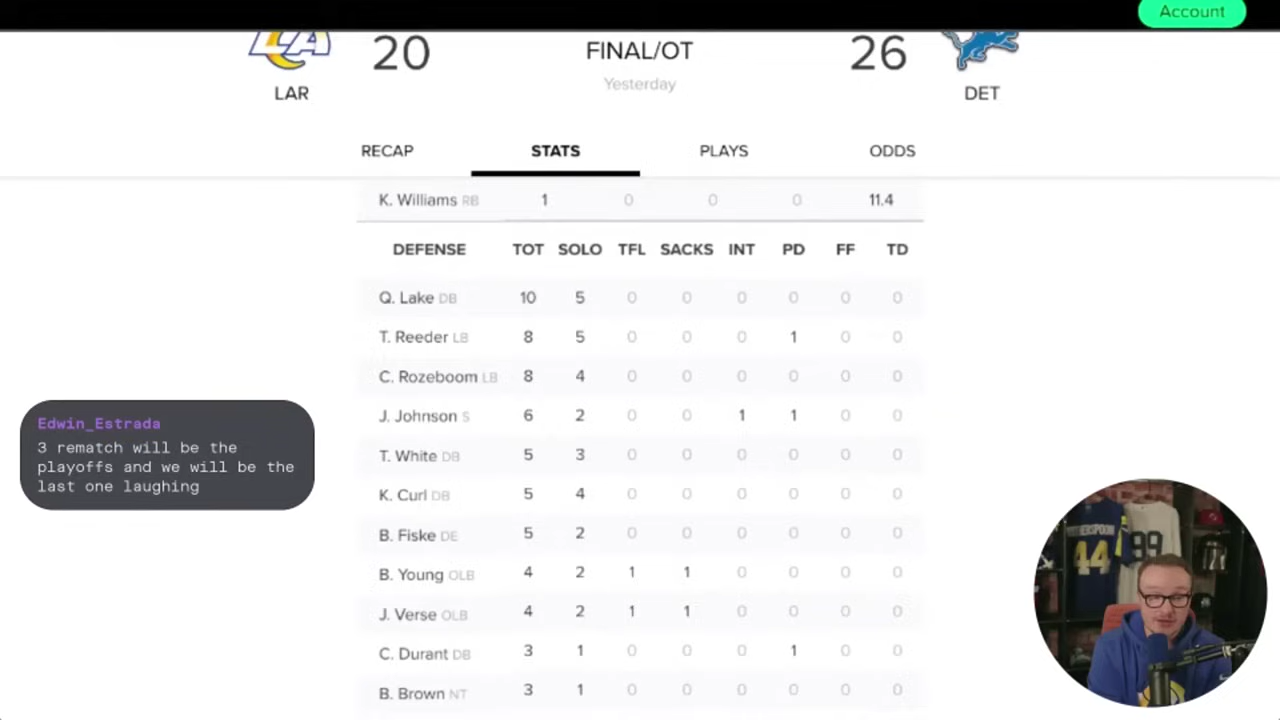 Account
LA 20 FINAL/OT 26
Yesterday
LAR DET
RECAP STATS PLAYS ODDS
K. Williams RB 1 0 0 0 11.4
DEFENSE TOT SOLO TFL SACKS INT PD FF TD
Q. Lake DB 10 5 0 0 0 0 0 0
T. Reeder LB 8 5 0 0 0 1 0 0
C. Rozeboom LB 8 4 0 0 0 0 0 0
J. Johnson S 6 2 0 0 1 1 0 0
T. White DB 5 3 0 0 0 0 0 0
K. Curl DB 5 4 0 0 0 0 0 0
B. Fiske DE 5 2 0 0 0 0 0 0
B. Young OLB 4 2 1 1 0 0 0 0
J. Verse OLB 4 2 1 1 0 0 0 0
C. Durant DB 3 1 0 0 0 1 0 0
B. Brown NT 3 1 0 0 0 0 0 0
Edwin_Estrada
3 rematch will be the
playoffs and we will be the
last one laughing
44
99